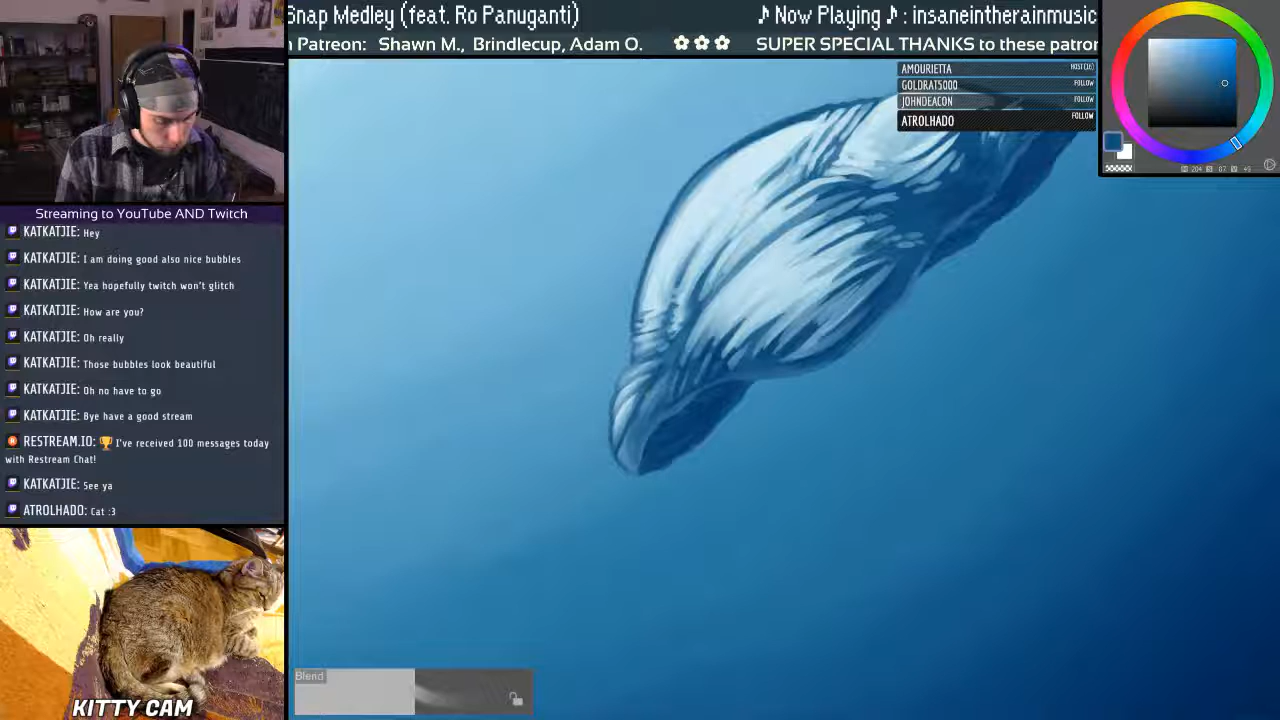 Snap Medley (feat. Ro Panuganti)
♪ Now Playing ♪ : insaneintherainmusic
Patreon: Shawn M., Brindlecup, Adam O.
✿ ✿ ✿
SUPER SPECIAL THANKS to these patror
AMOURIETTA
GOLDRAT5000
FOLLOW
JOHNDEACON
FOLLOW
ATROLHADO
FOLLOW
Streaming to YouTube AND Twitch
KATKATJIE: Hey
KATKATJIE: I am doing good also nice bubbles
KATKATJIE: Yea hopefully twitch won't glitch
KATKATJIE: How are you?
KATKATJIE: Oh really
KATKATJIE: Those bubbles look beautiful
KATKATJIE: Oh no have to go
KATKATJIE: Bye have a good stream
RESTREAM.IO: 🏆 I've received 100 messages today
with Restream Chat!
KATKATJIE: See ya
ATROLHADO: Cat :3
KITTY CAM
Blend